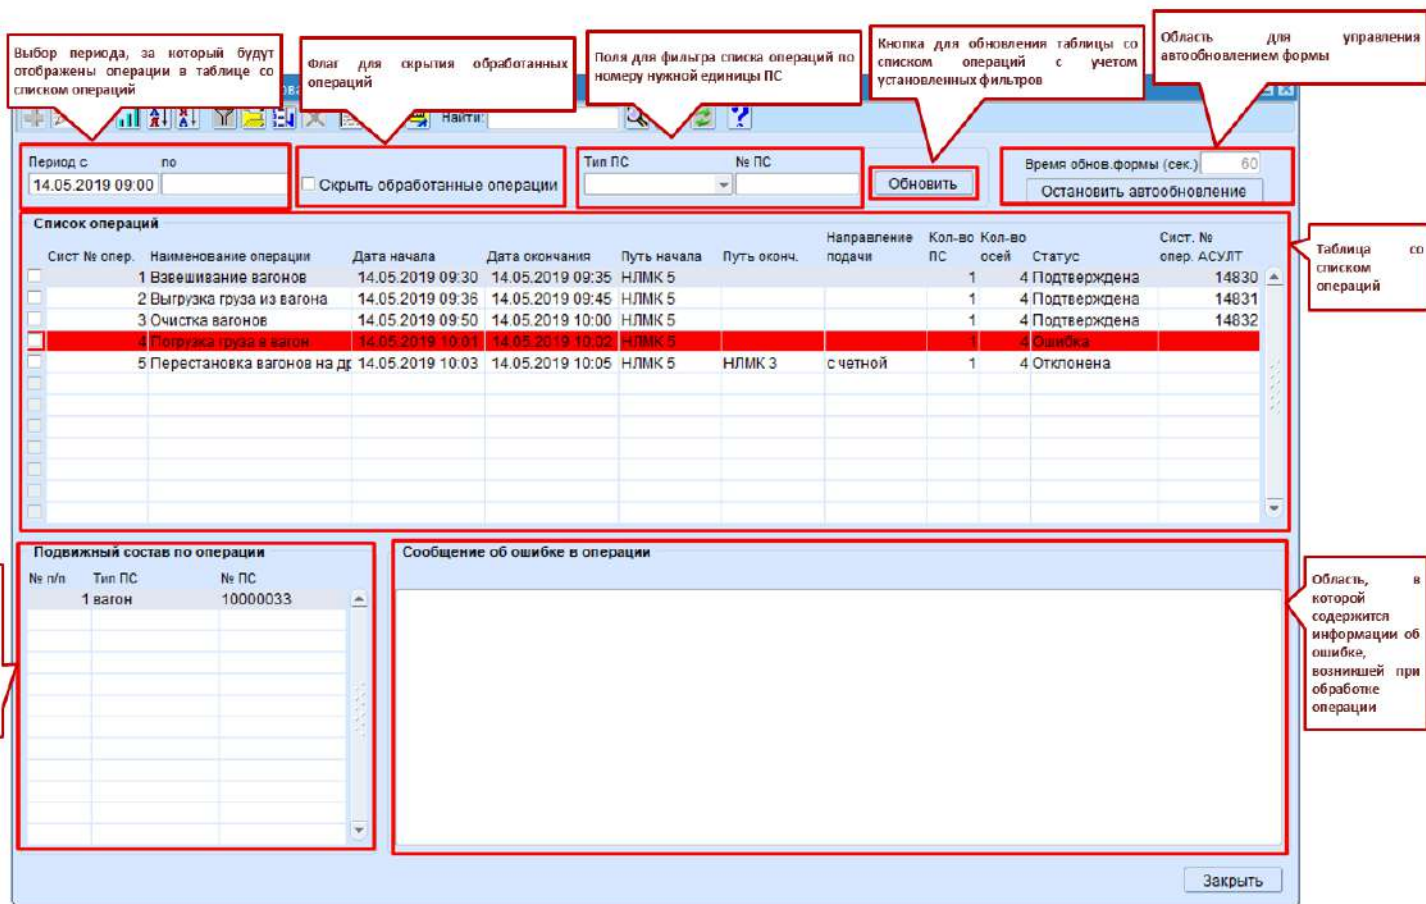 Выбор периода, за который будут
отображены операции в таблице со
списком операций
Флаг для скрытия обработанных
операций
Поля для фильтра списка операций по
номеру нужной единицы ПС
Кнопка для обновления таблицы со
списком операций с учетом
установленных фильтров
Область для управления
автообновлением формы
Найти:
Период с по
14.05.2019 09:00
Скрыть обработанные операции
Тип ПС № ПС
Обновить
Время обнов.формы (сек.) 60
Остановить автообновление
Список операций
Направление Кол-во Кол-во Сист. №
Сист № опер. Наименование операции Дата начала Дата окончания Путь начала Путь оконч. подачи ПС осей Статус опер. АСУЛТ
1 Взвешивание вагонов 14.05.2019 09:30 14.05.2019 09:35 НЛМК 5 1 4 Подтверждена 14830
2 Выгрузка груза из вагона 14.05.2019 09:36 14.05.2019 09:45 НЛМК 5 1 4 Подтверждена 14831
3 Очистка вагонов 14.05.2019 09:50 14.05.2019 10:00 НЛМК 5 1 4 Подтверждена 14832
4 Погрузка груза в вагон 14.05.2019 10:01 14.05.2019 10:02 НЛМК 5 1 4 Ошибка
5 Перестановка вагонов на др 14.05.2019 10:03 14.05.2019 10:05 НЛМК 5 НЛМК 3 с четной 1 4 Отклонена
Таблица со
списком
операций
Подвижный состав по операции
№ п/п Тип ПС № ПС
1 вагон 10000033
Сообщение об ошибке в операции
Область, в
которой
содержится
информации об
ошибке,
возникшей при
обработке
операции
Закрыть